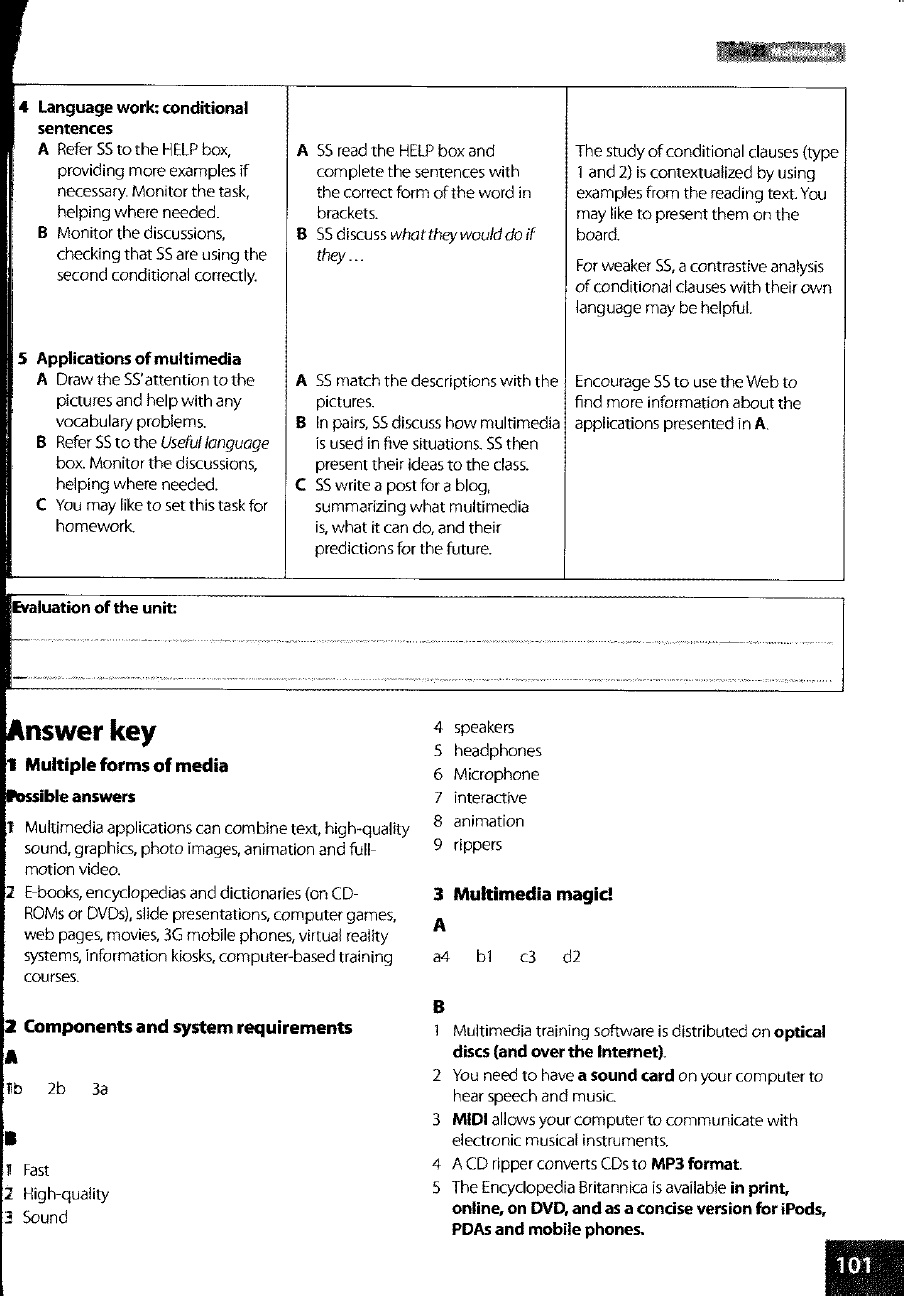 Unit 22 Multimedia
4 Language work: conditional
sentences
A Refer SS to the HELP box,
providing more examples if
necessary. Monitor the task,
helping where needed.
B Monitor the discussions,
checking that SS are using the
second conditional correctly.
A SS read the HELP box and
complete the sentences with
the correct form of the word in
brackets.
B SS discuss what they would do if
they ...
The study of conditional clauses (type
1 and 2) is contextualized by using
examples from the reading text. You
may like to present them on the
board.
For weaker SS, a contrastive analysis
of conditional clauses with their own
language may be helpful.
5 Applications of multimedia
A Draw the SS' attention to the
pictures and help with any
vocabulary problems.
B Refer SS to the Useful language
box. Monitor the discussions,
helping where needed.
C You may like to set this task for
homework.
A SS match the descriptions with the
pictures.
B In pairs, SS discuss how multimedia
is used in five situations. SS then
present their ideas to the class.
C SS write a post for a blog,
summarizing what multimedia
is, what it can do, and their
predictions for the future.
Encourage SS to use the Web to
find more information about the
applications presented in A.
Evaluation of the unit:
Answer key
1 Multiple forms of media
Possible answers
1 Multimedia applications can combine text, high-quality
sound, graphics, photo images, animation and full-
motion video.
2 E-books, encyclopedias and dictionaries (on CD-
ROMs or DVDs), slide presentations, computer games,
web pages, movies, 3G mobile phones, virtual reality
systems, information kiosks, computer-based training
courses.
2 Components and system requirements
A
1b 2b 3a
B
1 Fast
2 High-quality
3 Sound
4 speakers
5 headphones
6 Microphone
7 interactive
8 animation
9 rippers
3 Multimedia magic!
A
a4 b1 c3 d2
B
1 Multimedia training software is distributed on optical
discs (and over the Internet).
2 You need to have a sound card on your computer to
hear speech and music.
3 MIDI allows your computer to communicate with
electronic musical instruments.
4 A CD ripper converts CDs to MP3 format.
5 The Encyclopedia Britannica is available in print,
online, on DVD, and as a concise version for iPods,
PDAs and mobile phones.
101